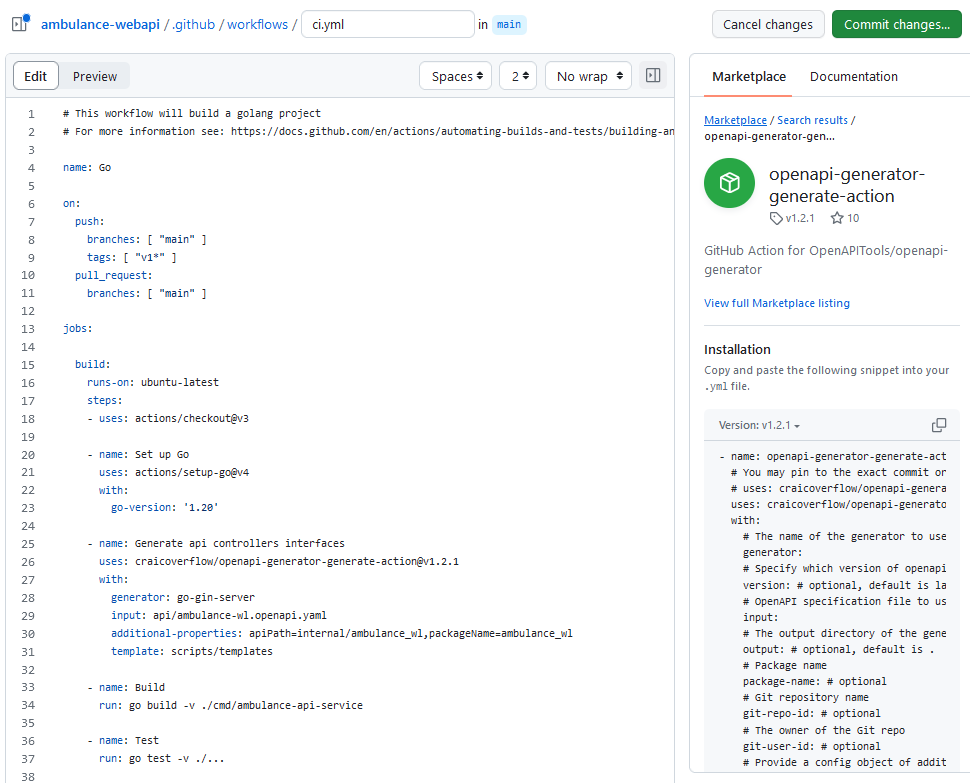 ambulance-webapi / .github / workflows / ci.yml in main
Cancel changes
Commit changes...
Edit
Preview
Spaces
2
No wrap
1 # This workflow will build a golang project
2 # For more information see: https://docs.github.com/en/actions/automating-builds-and-tests/building-an
3
4 name: Go
5
6 on:
7   push:
8     branches: [ "main" ]
9     tags: [ "v1*" ]
10   pull_request:
11     branches: [ "main" ]
12
13 jobs:
14
15   build:
16     runs-on: ubuntu-latest
17     steps:
18     - uses: actions/checkout@v3
19
20     - name: Set up Go
21       uses: actions/setup-go@v4
22       with:
23         go-version: '1.20'
24
25     - name: Generate api controllers interfaces
26       uses: craicoverflow/openapi-generator-generate-action@v1.2.1
27       with:
28         generator: go-gin-server
29         input: api/ambulance-wl.openapi.yaml
30         additional-properties: apiPath=internal/ambulance_wl,packageName=ambulance_wl
31         template: scripts/templates
32
33     - name: Build
34       run: go build -v ./cmd/ambulance-api-service
35
36     - name: Test
37       run: go test -v ./...
38
Marketplace
Documentation
Marketplace / Search results /
openapi-generator-gen...
openapi-generator-
generate-action
v1.2.1 10
GitHub Action for OpenAPITools/openapi-
generator
View full Marketplace listing
Installation
Copy and paste the following snippet into your
.yml file.
Version: v1.2.1
- name: openapi-generator-generate-act
  # You may pin to the exact commit or
  # uses: craicoverflow/openapi-genera
  uses: craicoverflow/openapi-generato
  with:
    # The name of the generator to use
    generator:
    # Specify which version of openapi
    version: # optional, default is la
    # OpenAPI specification file to us
    input:
    # The output directory of the gene
    output: # optional, default is .
    # Package name
    package-name: # optional
    # Git repository name
    git-repo-id: # optional
    # The owner of the Git repo
    git-user-id: # optional
    # Provide a config object of addit